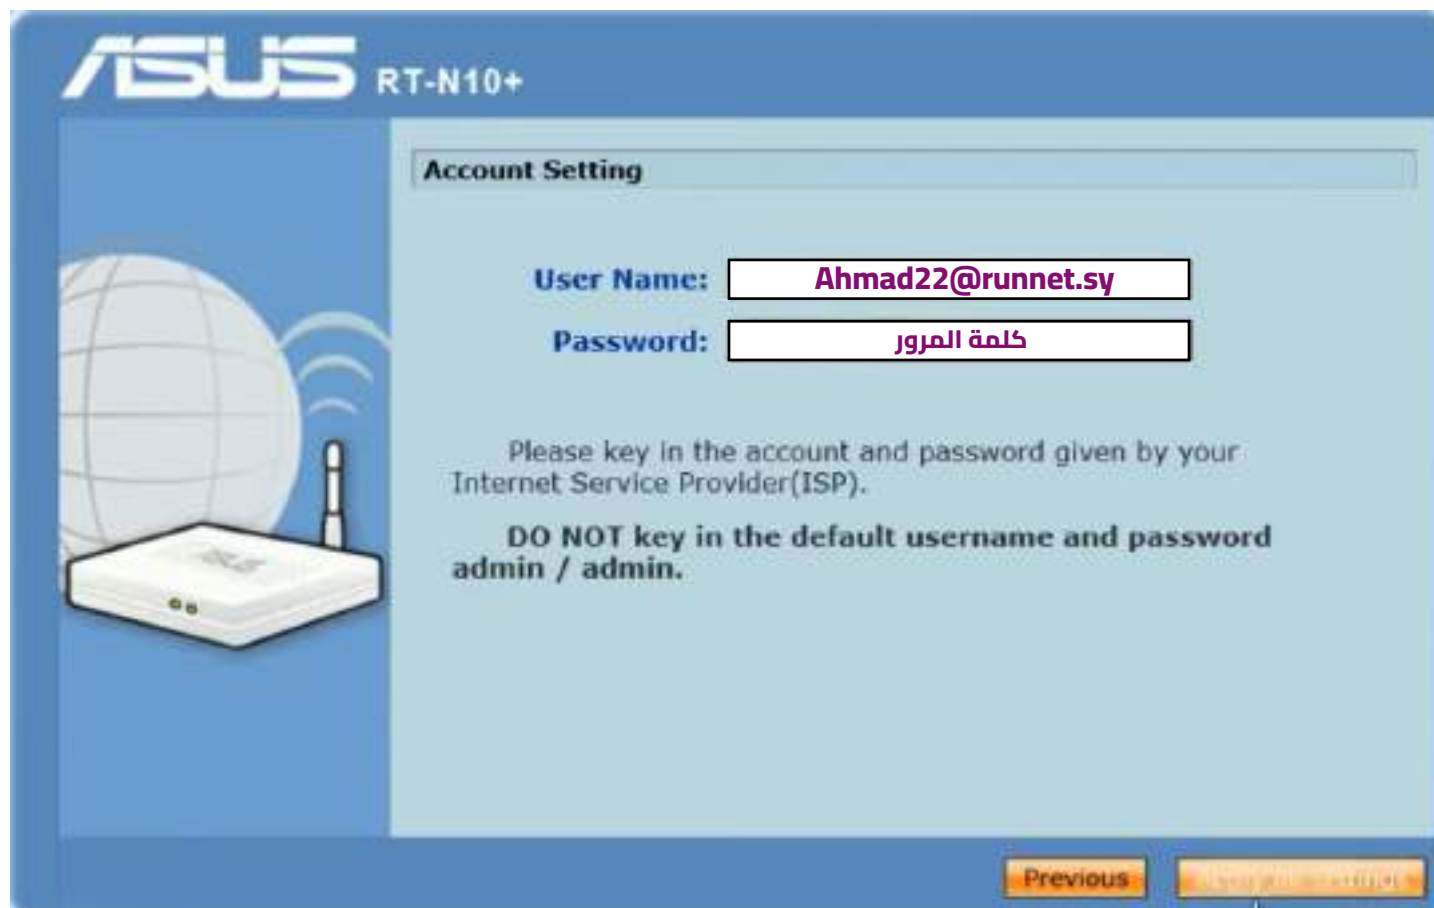 ASUS RT-N10+
Account Setting
User Name: Ahmad22@runnet.sy
Password: كلمة المرور
Please key in the account and password given by your
Internet Service Provider(ISP).
DO NOT key in the default username and password
admin / admin.
Previous